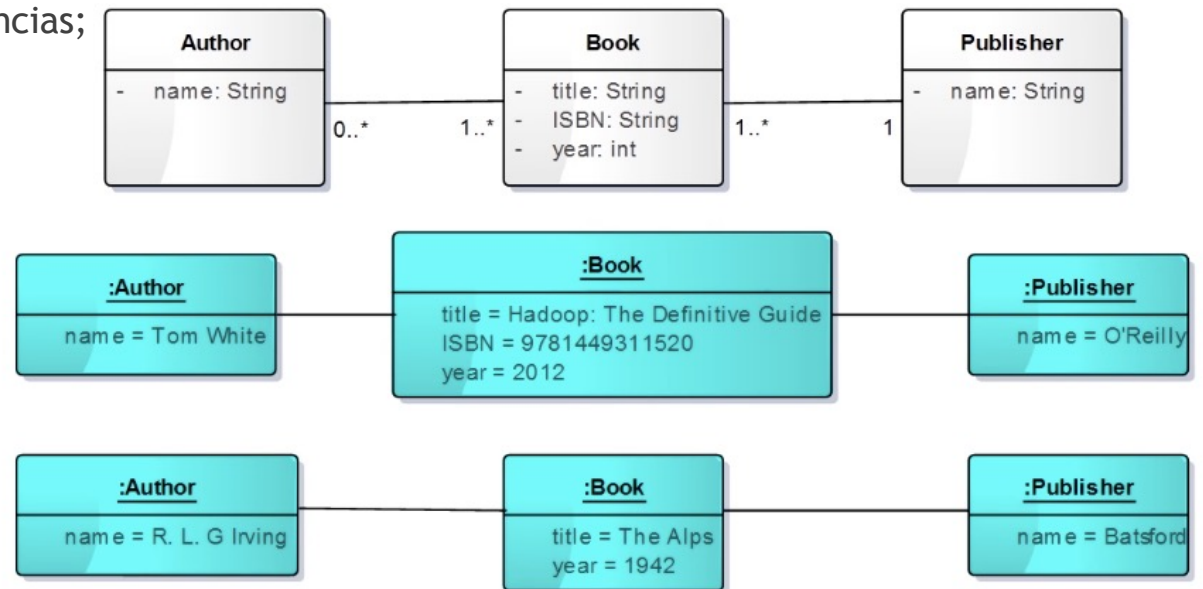 ncias;
Author
- name: String
0..*
1..*
Book
- title: String
- ISBN: String
- year: int
1..*
1
Publisher
- name: String
:Author
name = Tom White
:Book
title = Hadoop: The Definitive Guide
ISBN = 9781449311520
year = 2012
:Publisher
name = O'Reilly
:Author
name = R. L. G Irving
:Book
title = The Alps
year = 1942
:Publisher
name = Batsford